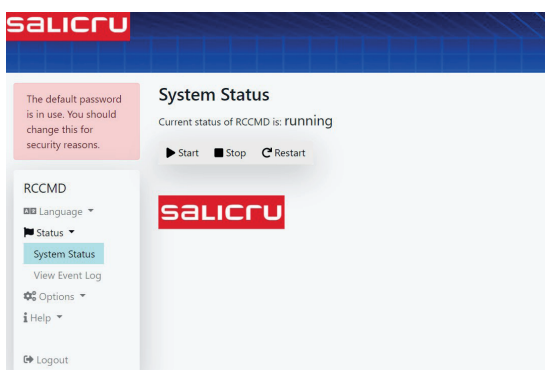 salicru
The default password
is in use. You should
change this for
security reasons.
System Status
Current status of RCCMD is: running
Start Stop Restart
RCCMD
Language
Status
System Status
View Event Log
Options
Help
Logout
salicru